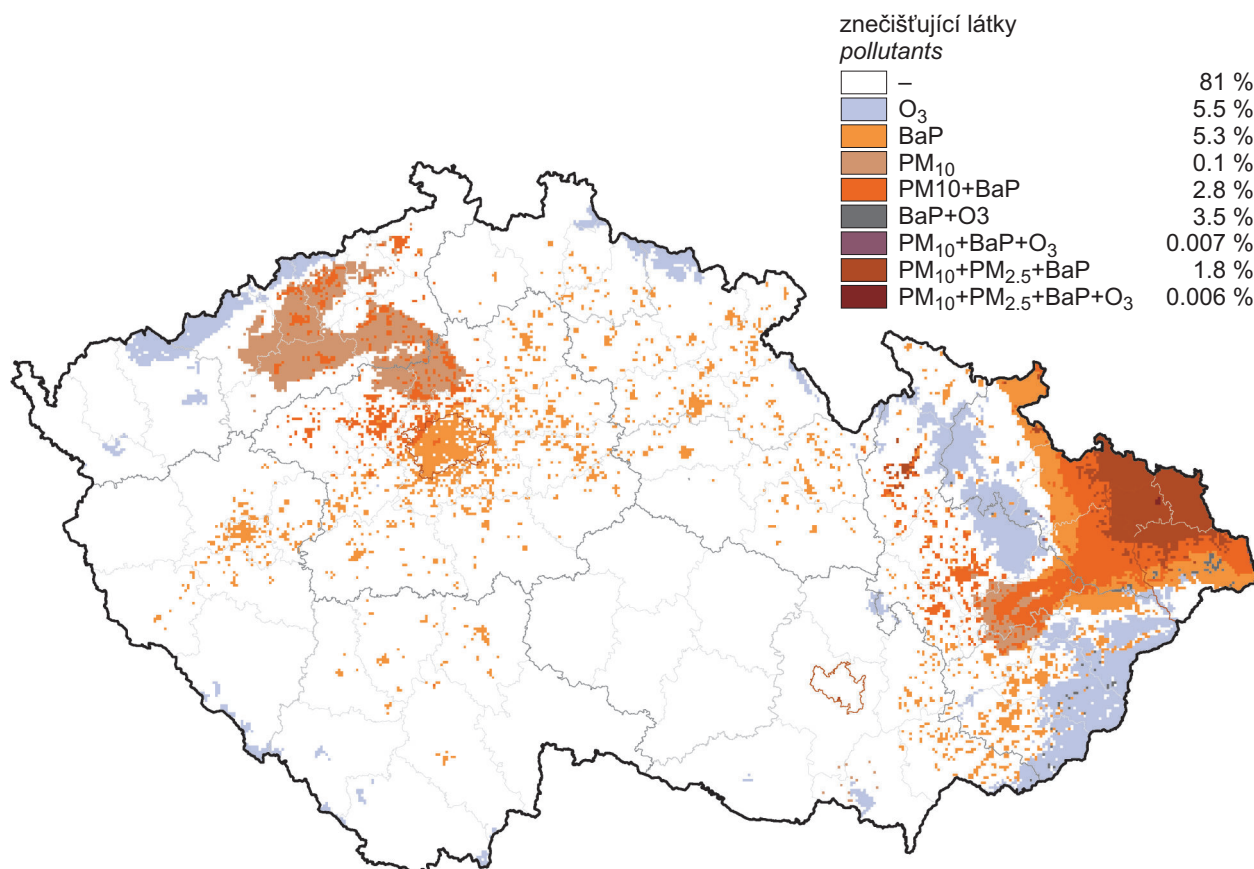 znečišťující látky
pollutants
– 81 %
O₃ 5.5 %
BaP 5.3 %
PM₁₀ 0.1 %
PM10+BaP 2.8 %
BaP+O3 3.5 %
PM₁₀+BaP+O₃ 0.007 %
PM₁₀+PM₂.₅+BaP 1.8 %
PM₁₀+PM₂.₅+BaP+O₃ 0.006 %